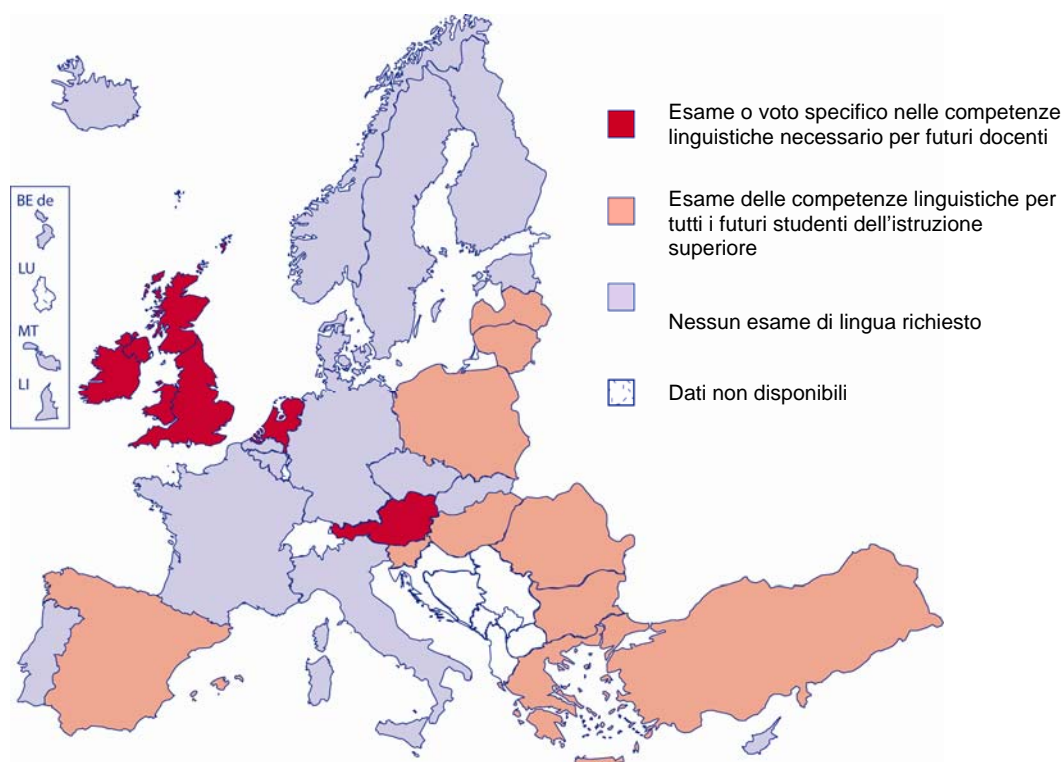 Esame o voto specifico nelle competenze
linguistiche necessario per futuri docenti
Esame delle competenze linguistiche per
tutti i futuri studenti dell'istruzione
superiore
Nessun esame di lingua richiesto
Dati non disponibili
BE de
LU
MT
LI